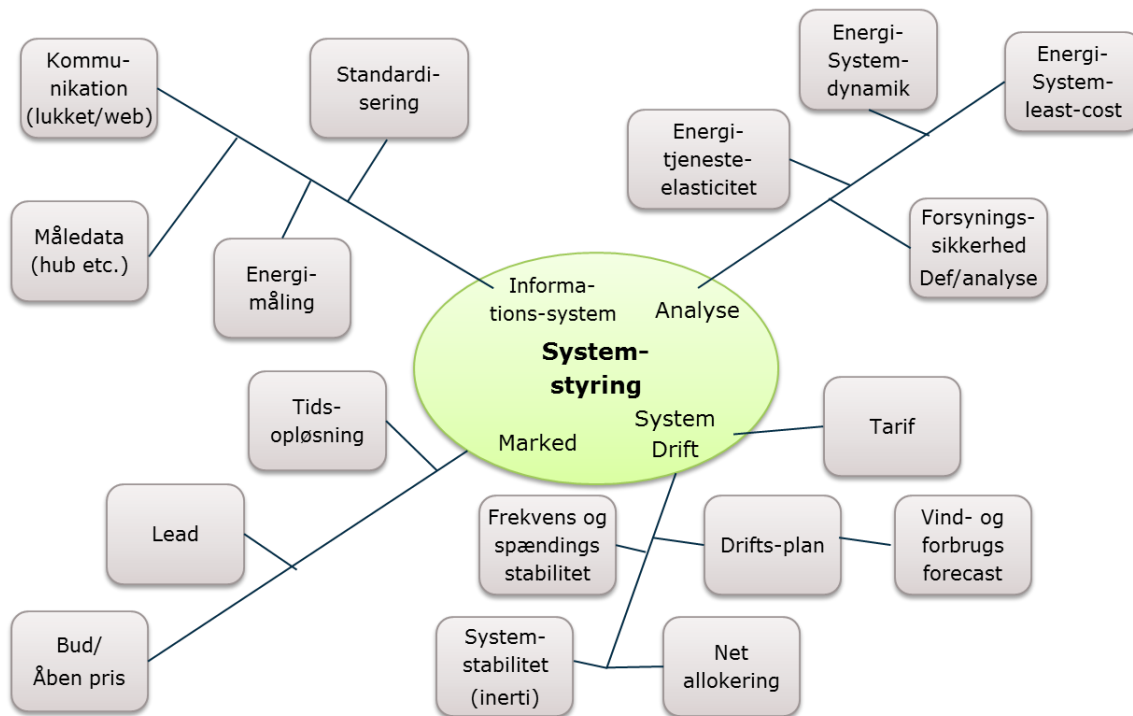 Kommu-
nikation
(lukket/web)
Standardi-
sering
Måledata
(hub etc.)
Energi-
måling
Energi-
System-
dynamik
Energi-
System-
least-cost
Energi-
tjeneste-
elasticitet
Forsynings-
sikkerhed
Def/analyse
Informa-
tions-system
Analyse
System-
styring
Marked
System
Drift
Tids-
opløsning
Lead
Bud/
Åben pris
Tarif
Frekvens og
spændings
stabilitet
Drifts-plan
Vind- og
forbrugs
forecast
System-
stabilitet
(inerti)
Net
allokering